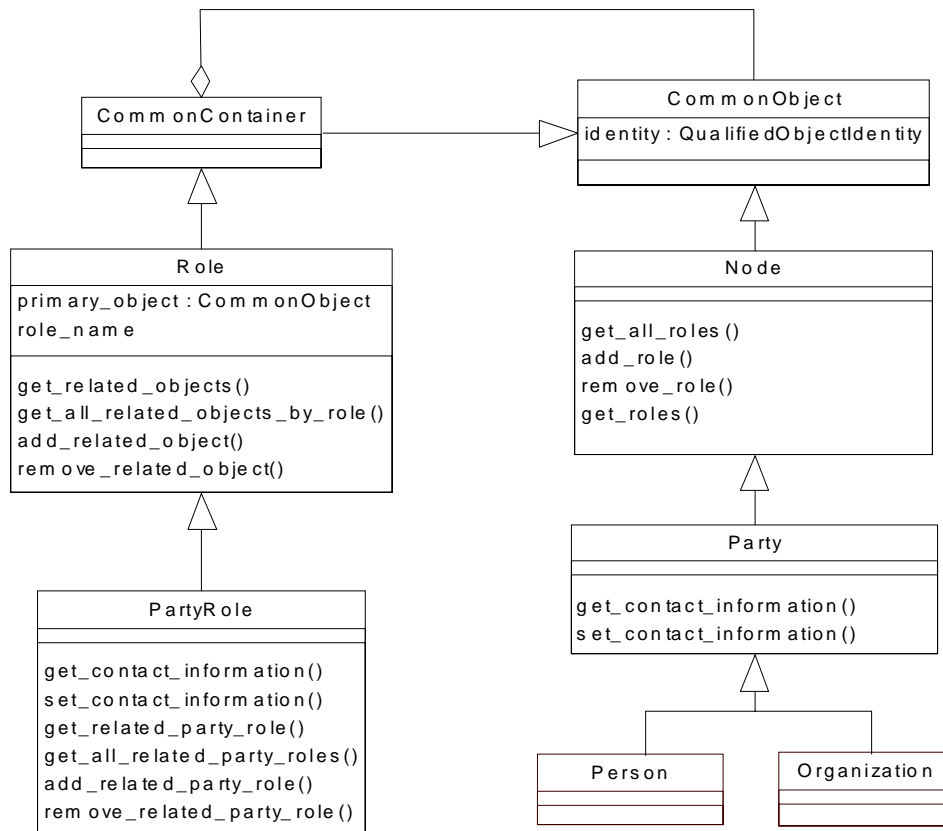 CommonContainer
CommonObject
identity : QualifiedObjectIdentity
Role
primary_object : CommonObject
role_name
get_related_objects()
get_all_related_objects_by_role()
add_related_object()
remove_related_object()
Node
get_all_roles()
add_role()
remove_role()
get_roles()
Party
get_contact_information()
set_contact_information()
PartyRole
get_contact_information()
set_contact_information()
get_related_party_role()
get_all_related_party_roles()
add_related_party_role()
remove_related_party_role()
Person
Organization